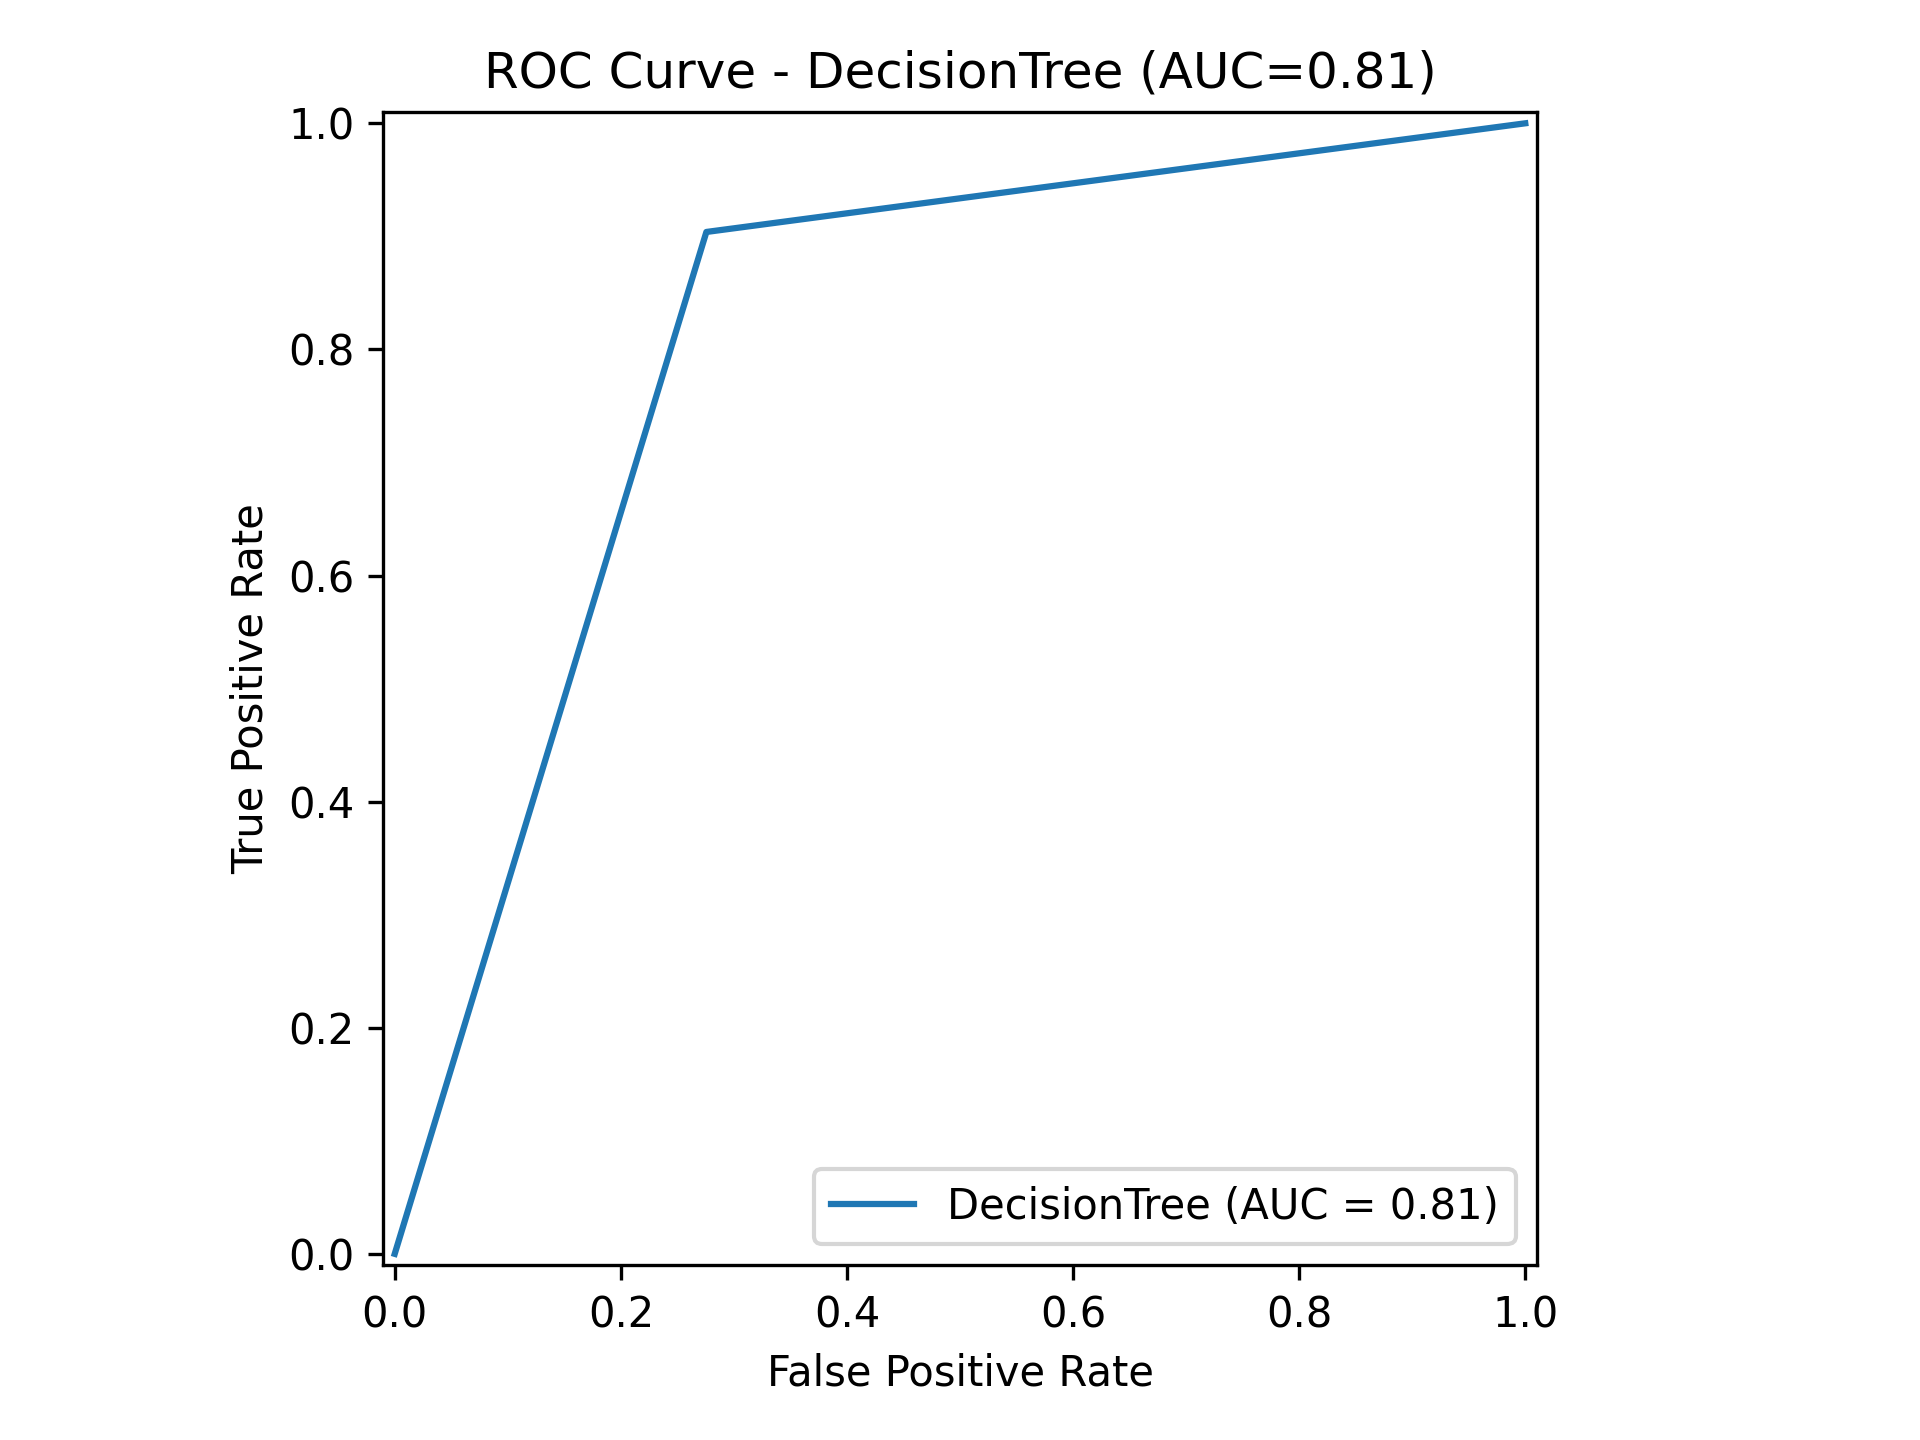 ROC Curve - DecisionTree (AUC=0.81)
1.0
0.8
0.6
0.4
0.2
0.0
True Positive Rate
DecisionTree (AUC = 0.81)
0.0 0.2 0.4 0.6 0.8 1.0
False Positive Rate